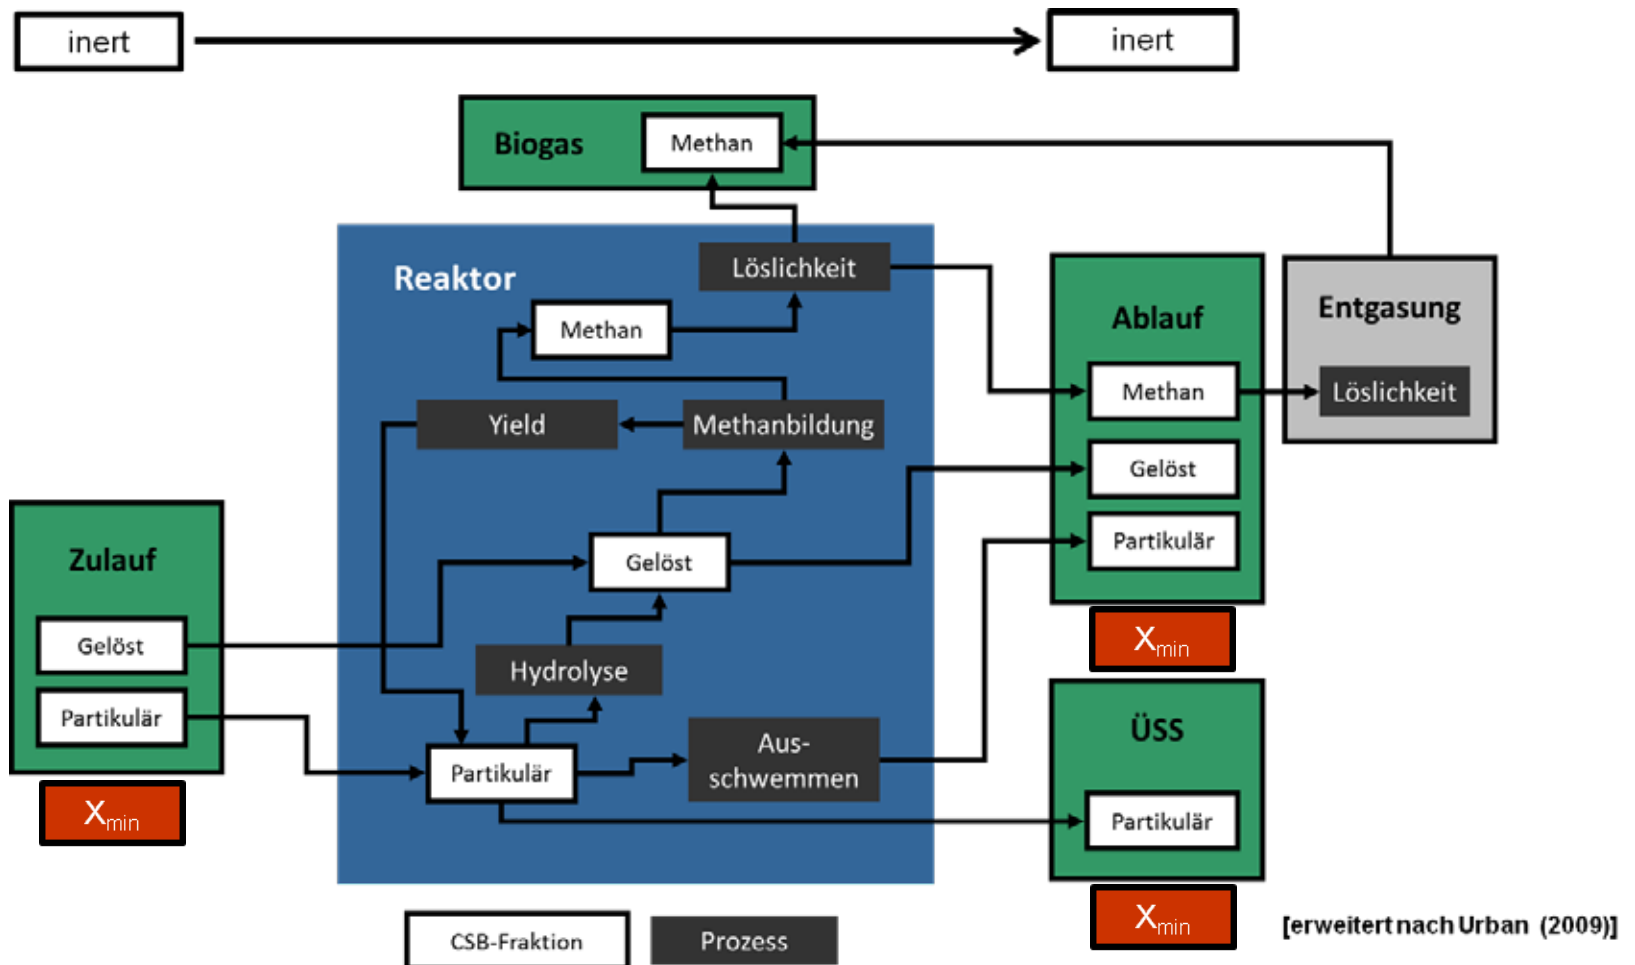 inert
inert
Biogas
Methan
Reaktor
Löslichkeit
Methan
Yield
Methanbildung
Gelöst
Hydrolyse
Partikulär
Aus-
schwemmen
Zulauf
Gelöst
Partikulär
Xmin
Ablauf
Methan
Gelöst
Partikulär
Xmin
Entgasung
Löslichkeit
ÜSS
Partikulär
Xmin
CSB-Fraktion
Prozess
[erweitert nach Urban (2009)]